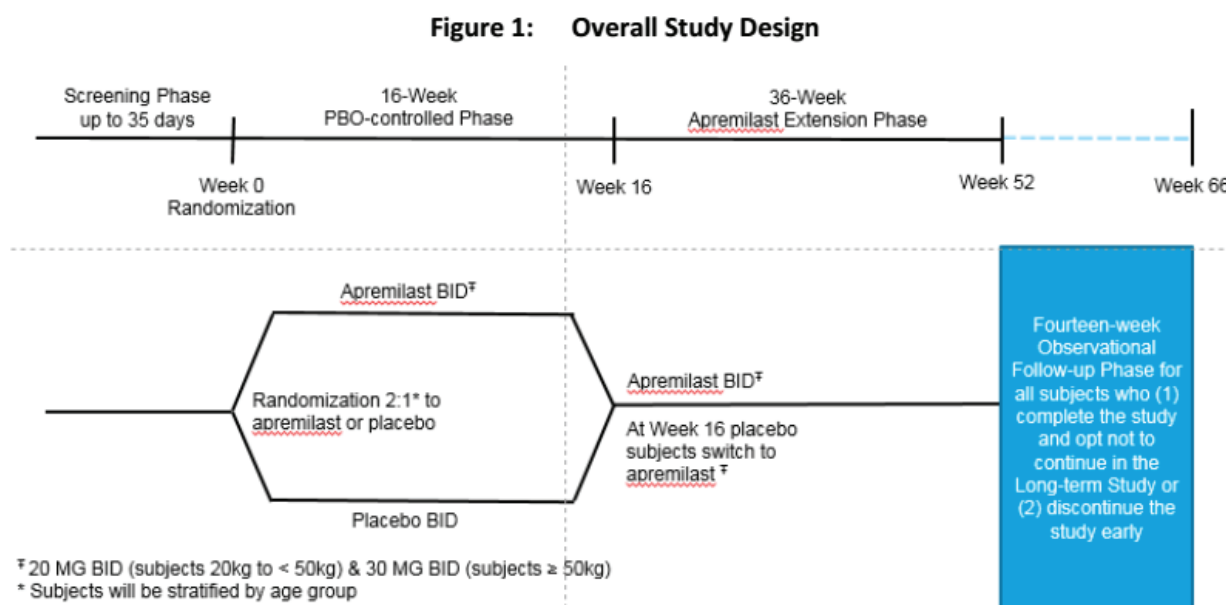 Figure 1: Overall Study Design
Screening Phase
up to 35 days
16-Week
PBO-controlled Phase
36-Week
Apremilast Extension Phase
Week 0
Randomization
Week 16
Week 52
Week 66
Apremilast BID Ŧ
Randomization 2:1* to
apremilast or placebo
Placebo BID
Apremilast BID Ŧ
At Week 16 placebo
subjects switch to
apremilast Ŧ
Fourteen-week
Observational
Follow-up Phase for
all subjects who (1)
complete the study
and opt not to
continue in the
Long-term Study or
(2) discontinue the
study early
Ŧ 20 MG BID (subjects 20kg to < 50kg) & 30 MG BID (subjects ≥ 50kg)
* Subjects will be stratified by age group